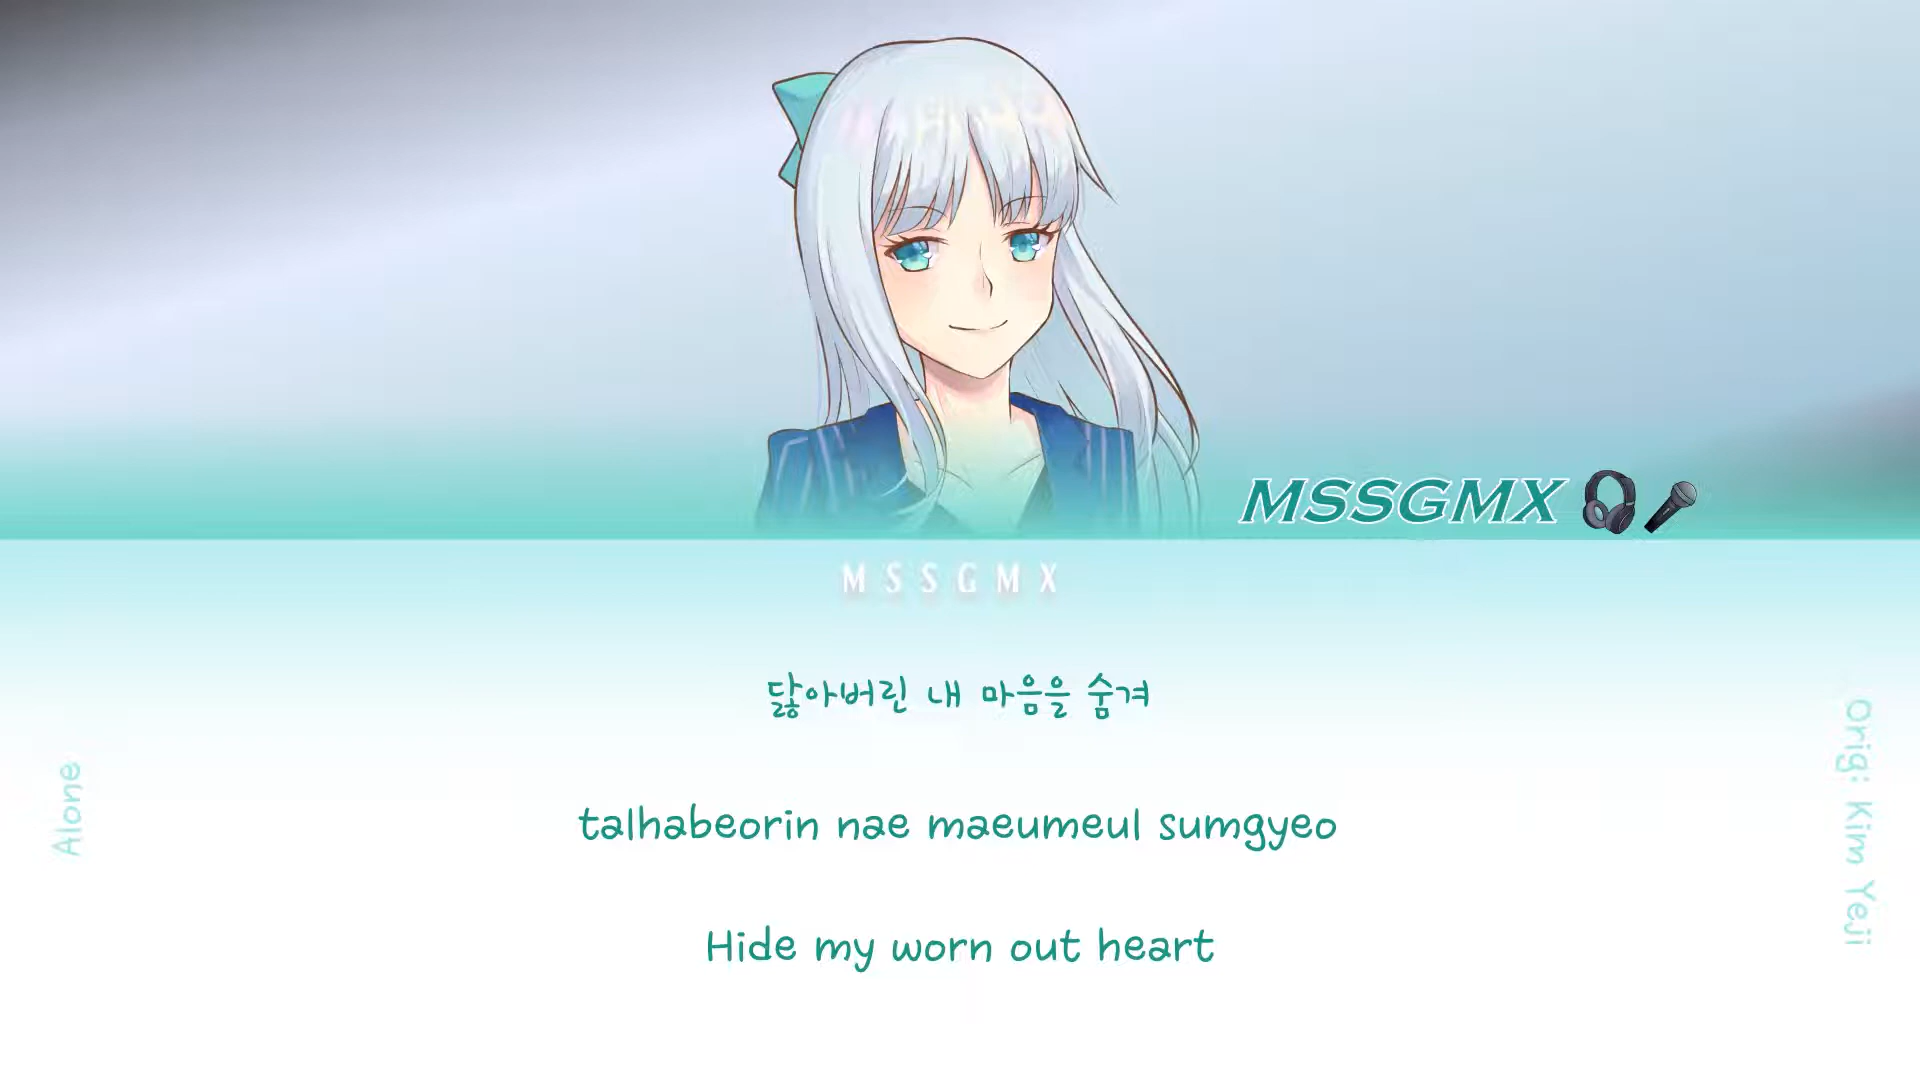 MSSGMX
MSSGMX
닳아버린 내 마음을 숨겨
talhabeorin nae maeumeul sumgyeo
Hide my worn out heart
Alone
Orig: Kim Yeji